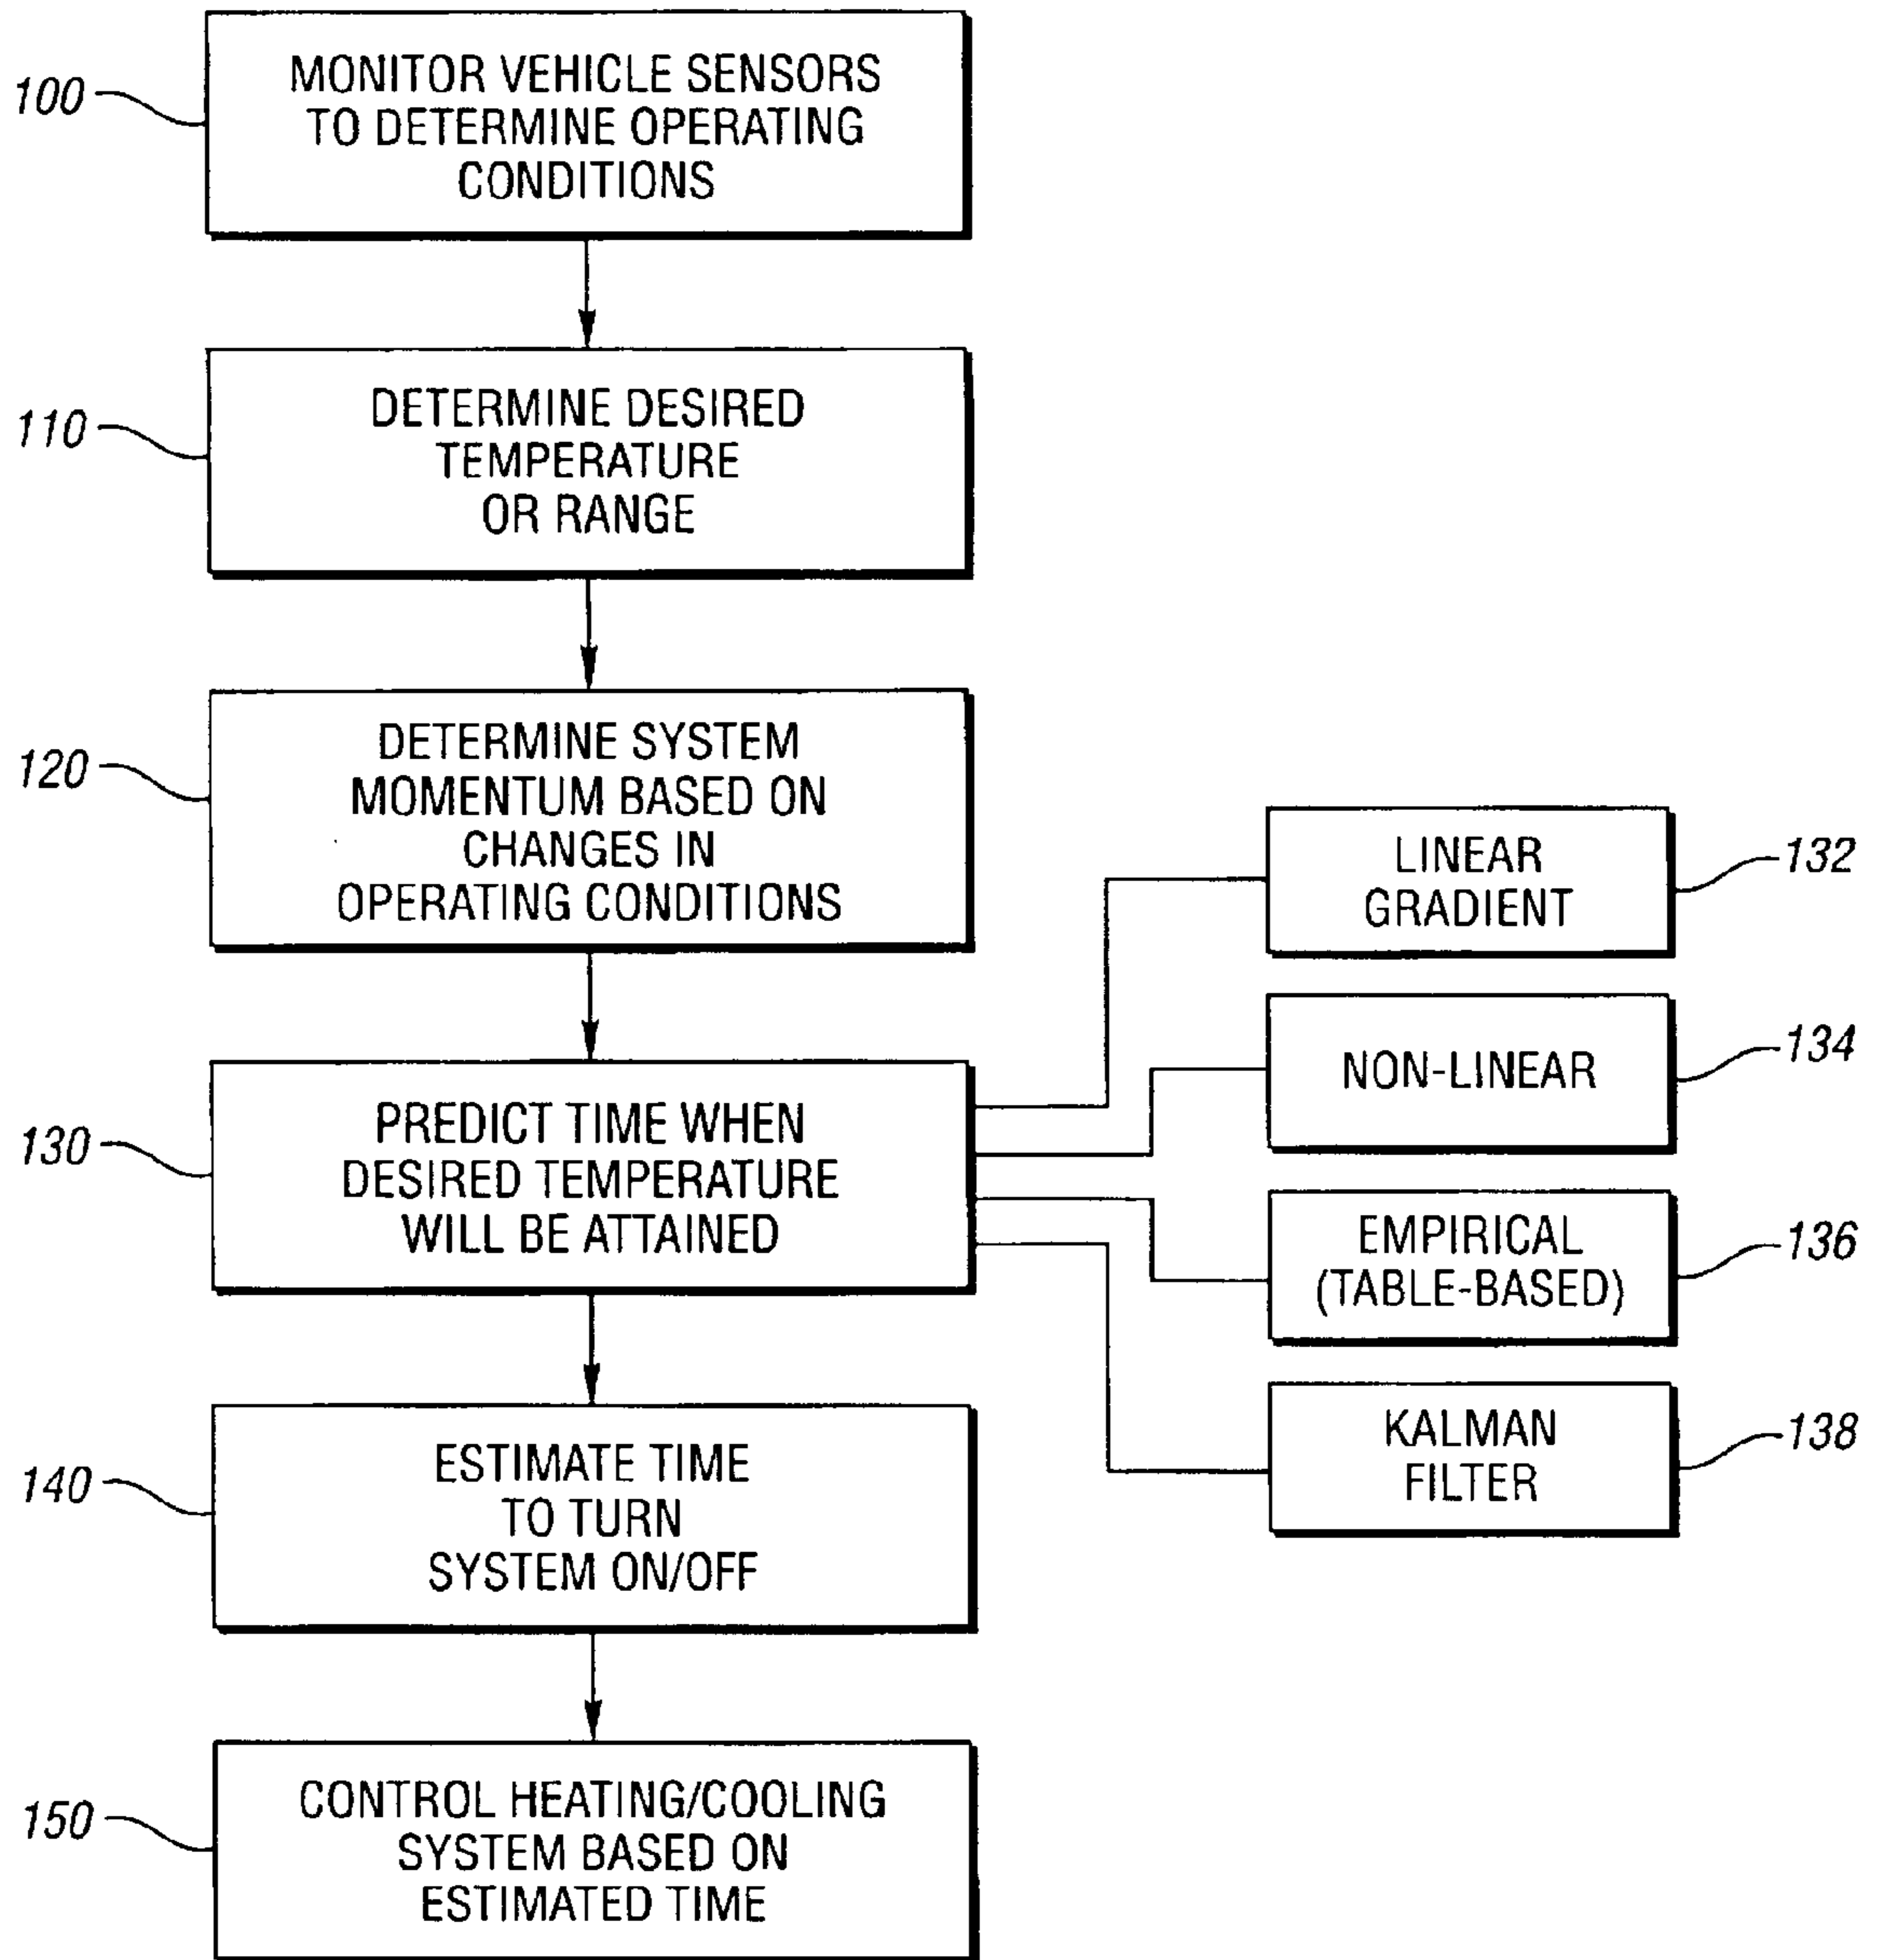 100
MONITOR VEHICLE SENSORS
TO DETERMINE OPERATING
CONDITIONS
110
DETERMINE DESIRED
TEMPERATURE
OR RANGE
120
DETERMINE SYSTEM
MOMENTUM BASED ON
CHANGES IN
OPERATING CONDITIONS
130
PREDICT TIME WHEN
DESIRED TEMPERATURE
WILL BE ATTAINED
LINEAR
GRADIENT
132
NON-LINEAR
134
EMPIRICAL
(TABLE-BASED)
136
KALMAN
FILTER
138
140
ESTIMATE TIME
TO TURN
SYSTEM ON/OFF
150
CONTROL HEATING/COOLING
SYSTEM BASED ON
ESTIMATED TIME